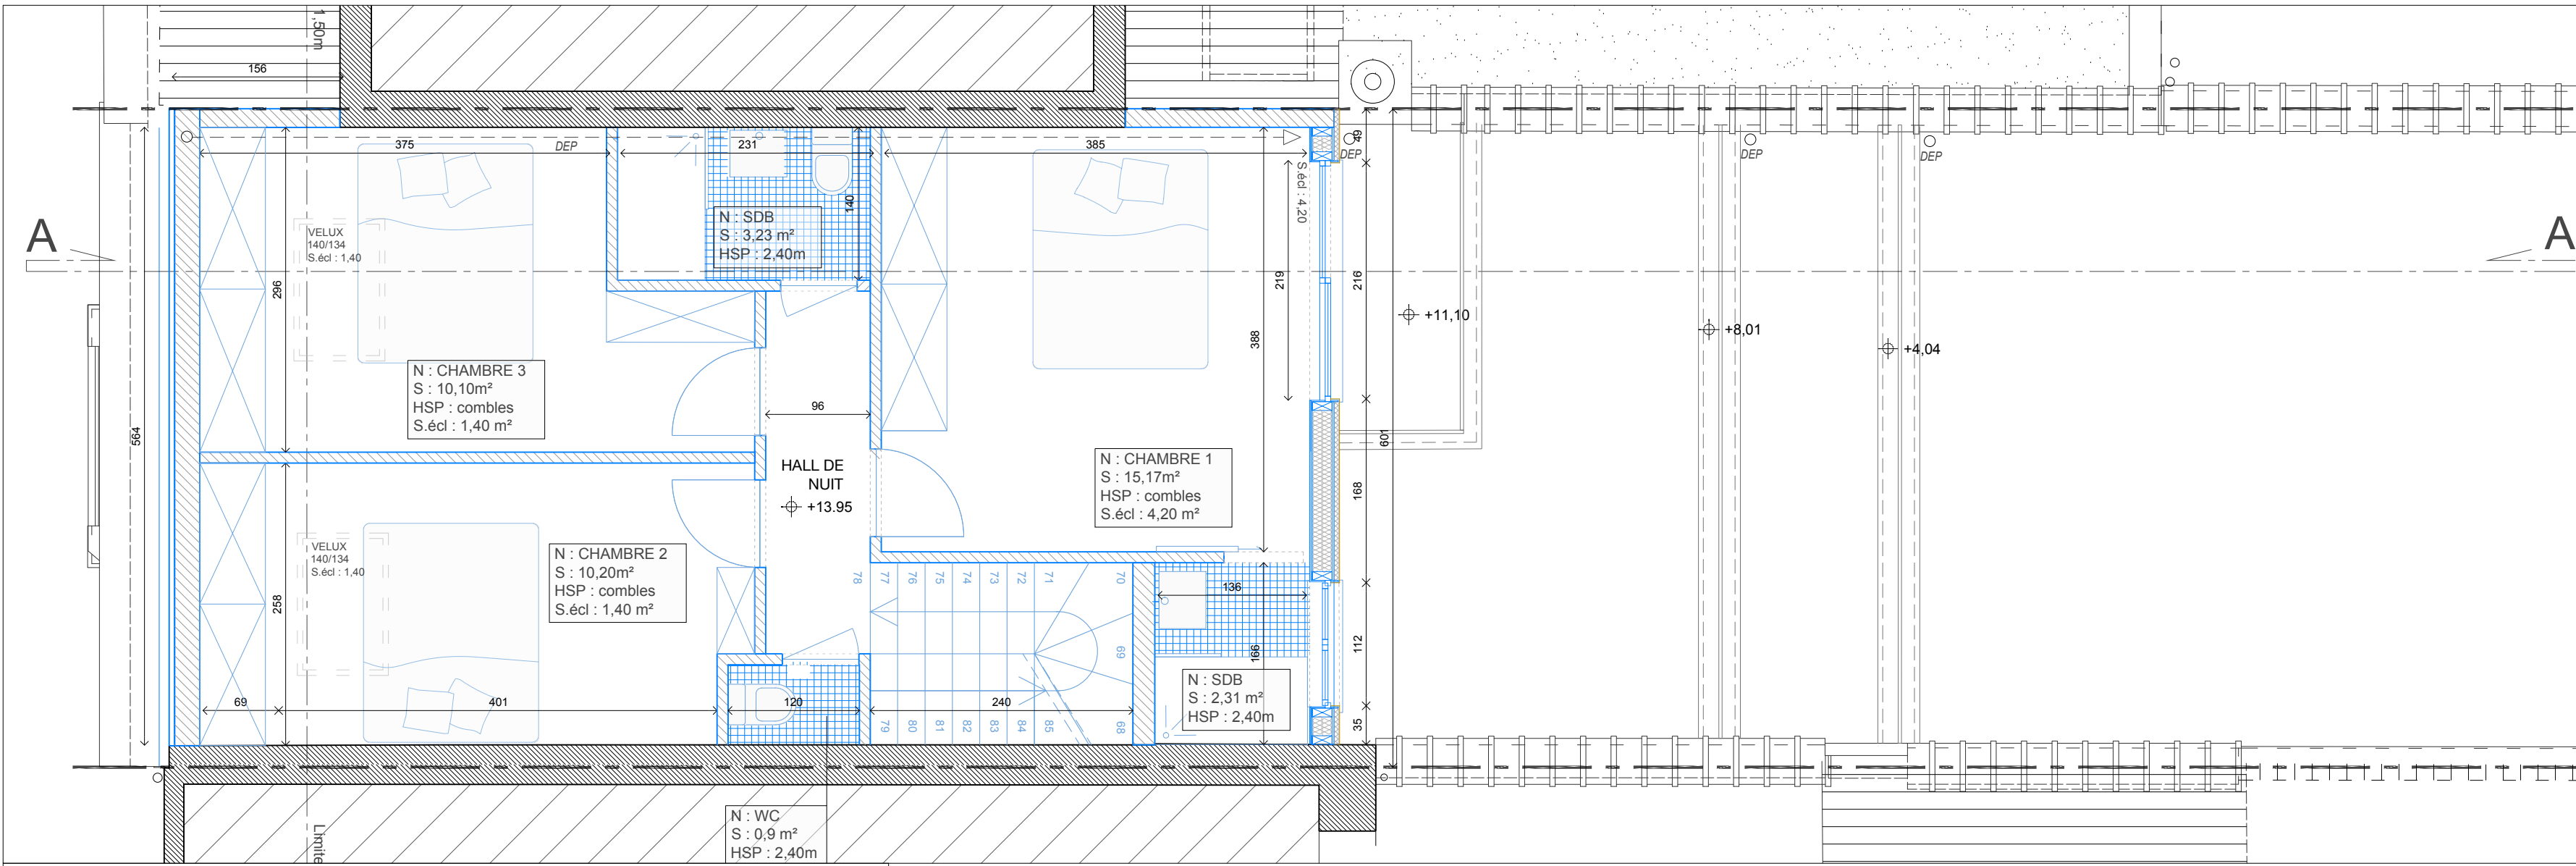 1,50m
156
375
DEP
231
385
49
DEP
DEP
DEP
S.écl : 4,20
140
N : SDB
S : 3,23 m²
HSP : 2,40m
VELUX
140/134
S.écl : 1,40
A
A
296
219
216
388
+11,10
+8,01
+4,04
N : CHAMBRE 3
S : 10,10m²
HSP : combles
S.écl : 1,40 m²
96
564
601
HALL DE
NUIT
+13.95
N : CHAMBRE 1
S : 15,17m²
HSP : combles
S.écl : 4,20 m²
168
VELUX
140/134
S.écl : 1,40
N : CHAMBRE 2
S : 10,20m²
HSP : combles
S.écl : 1,40 m²
258
78
77
76
75
74
73
72
71
70
136
69
166
112
N : SDB
S : 2,31 m²
HSP : 2,40m
69
401
120
240
79
80
81
82
83
84
85
68
35
N : WC
S : 0,9 m²
HSP : 2,40m
Limite